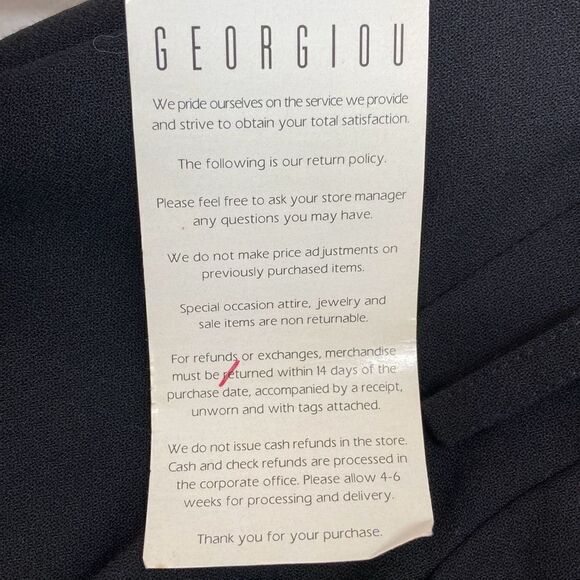 GEORGIOU
We pride ourselves on the service we provide
and strive to obtain your total satisfaction.
The following is our return policy.
Please feel free to ask your store manager
any questions you may have.
We do not make price adjustments on
previously purchased items.
Special occasion attire, jewelry and
sale items are non returnable.
For refunds or exchanges, merchandise
must be returned within 14 days of the
purchase date, accompanied by a receipt,
unworn and with tags attached.
We do not issue cash refunds in the store.
Cash and check refunds are processed in
the corporate office. Please allow 4-6
weeks for processing and delivery.
Thank you for your purchase.